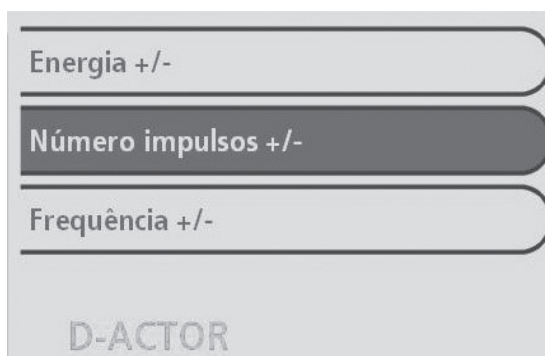 Energia +/-
Número impulsos +/-
Frequência +/-
D-ACTOR